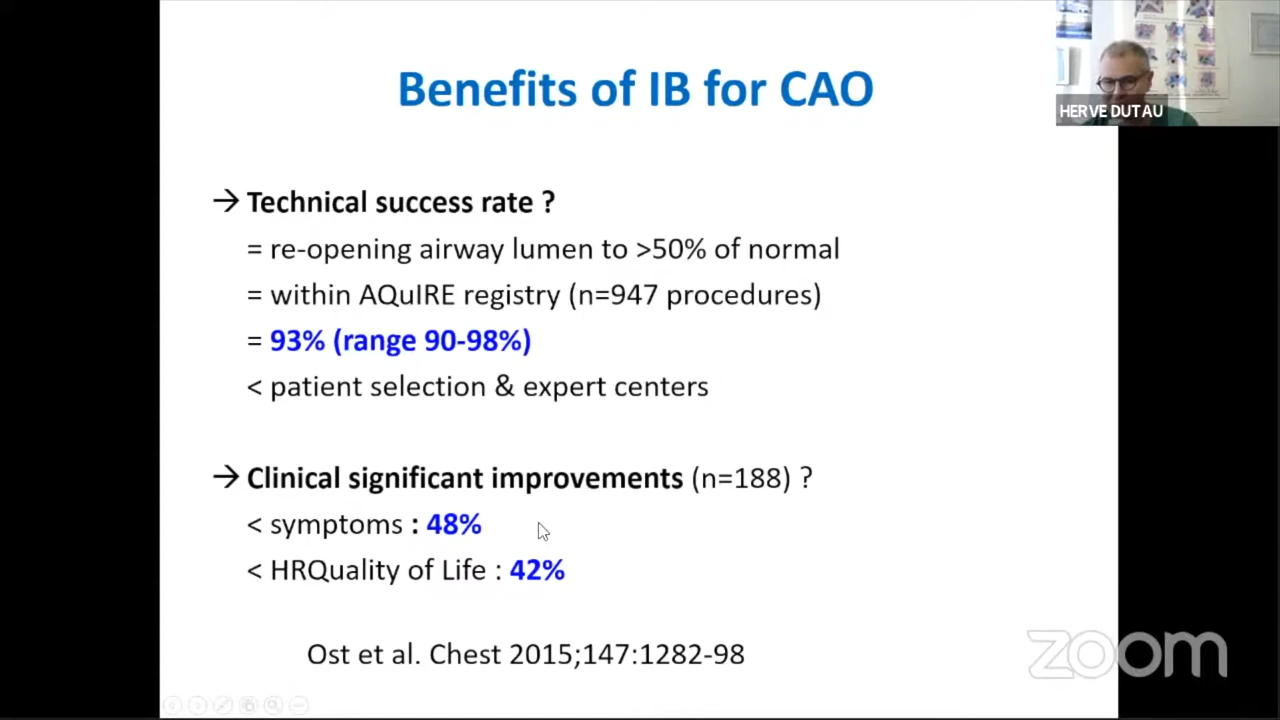 Benefits of IB for CAO
HERVE DUTAU
→ Technical success rate ?
= re-opening airway lumen to >50% of normal
= within AQuIRE registry (n=947 procedures)
= 93% (range 90-98%)
< patient selection & expert centers
→ Clinical significant improvements (n=188) ?
< symptoms : 48%
< HRQuality of Life : 42%
Ost et al. Chest 2015;147:1282-98
zoom